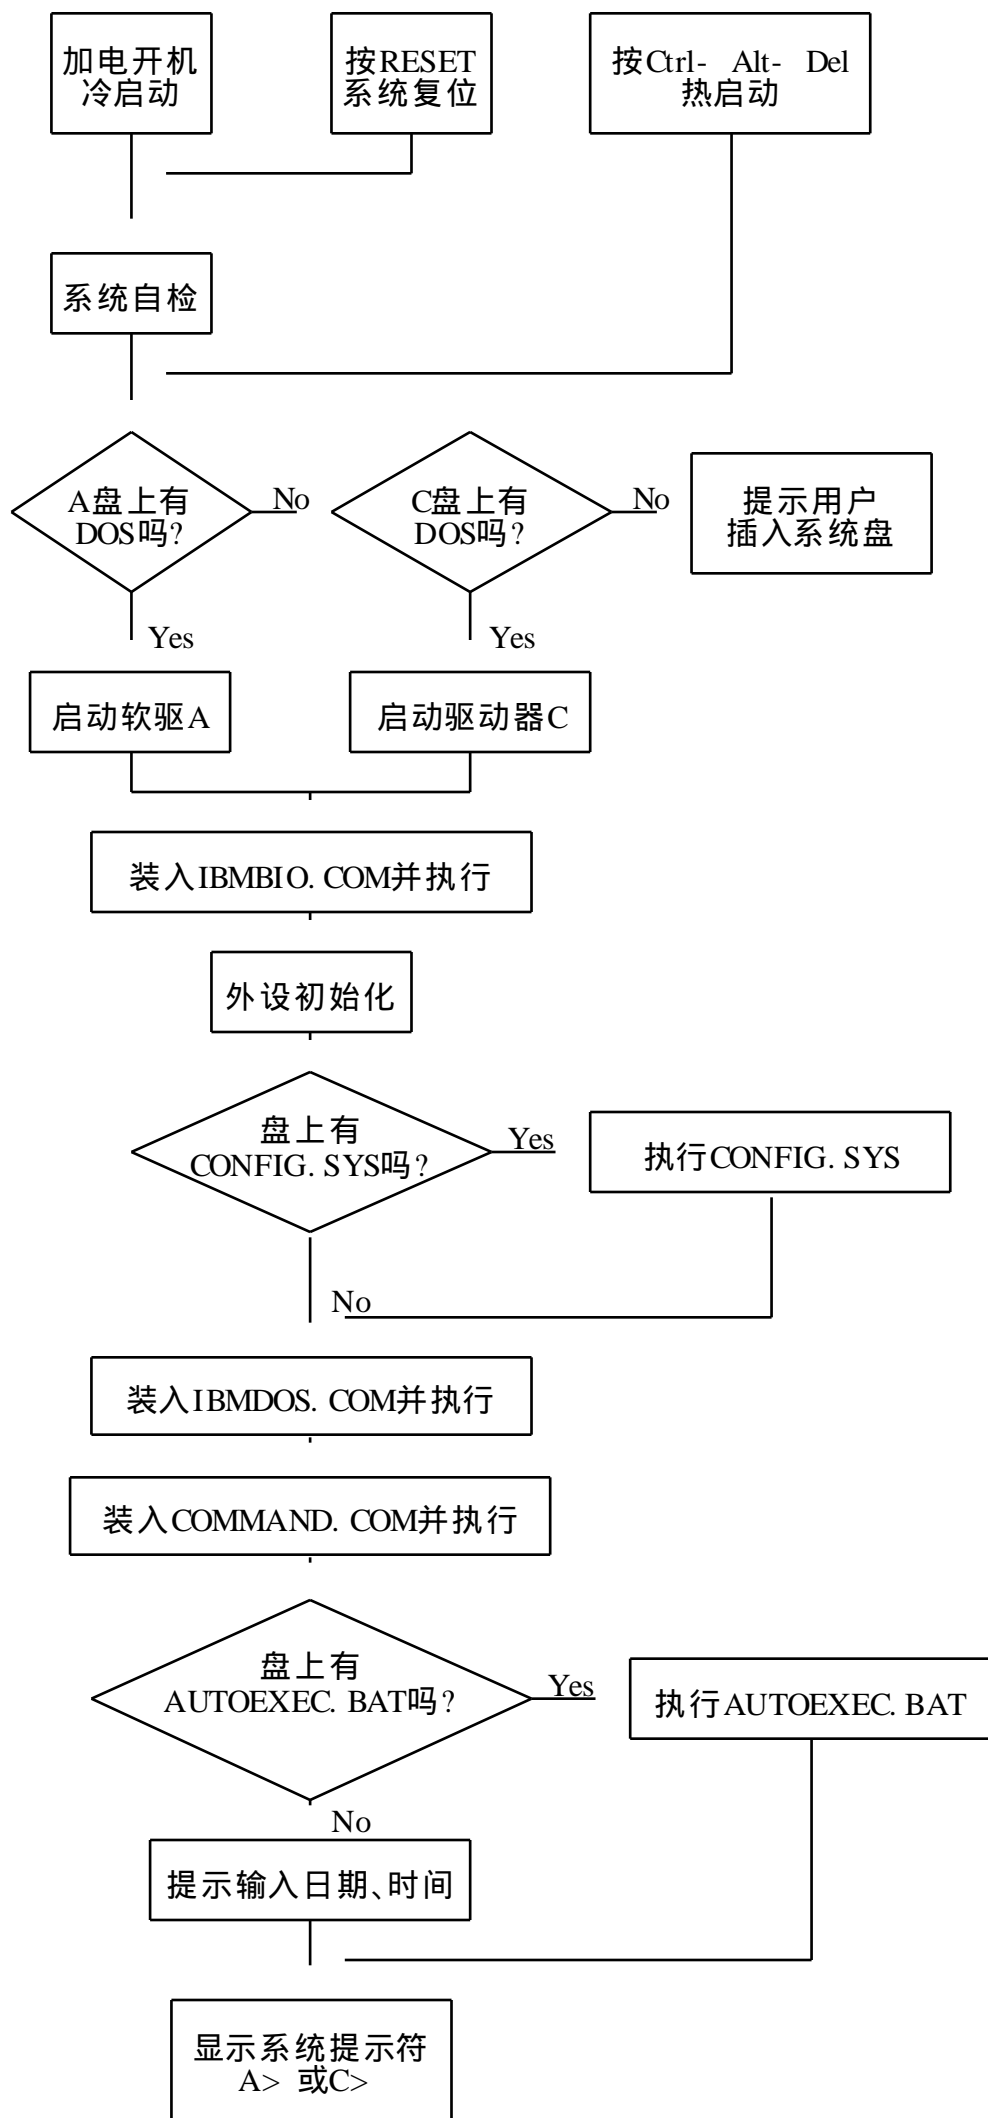 加电开机
冷启动
按RESET
系统复位
按Ctrl- Alt- Del
热启动
系统自检
A盘上有
DOS吗?
No
C盘上有
DOS吗?
No
提示用户
插入系统盘
Yes
Yes
启动软驱A
启动驱动器C
装入IBMBIO. COM并执行
外设初始化
盘上有
CONFIG. SYS吗?
Yes
执行CONFIG. SYS
No
装入IBMDOS. COM并执行
装入COMMAND. COM并执行
盘上有
AUTOEXEC. BAT吗?
Yes
执行AUTOEXEC. BAT
No
提示输入日期、时间
显示系统提示符
A> 或C>